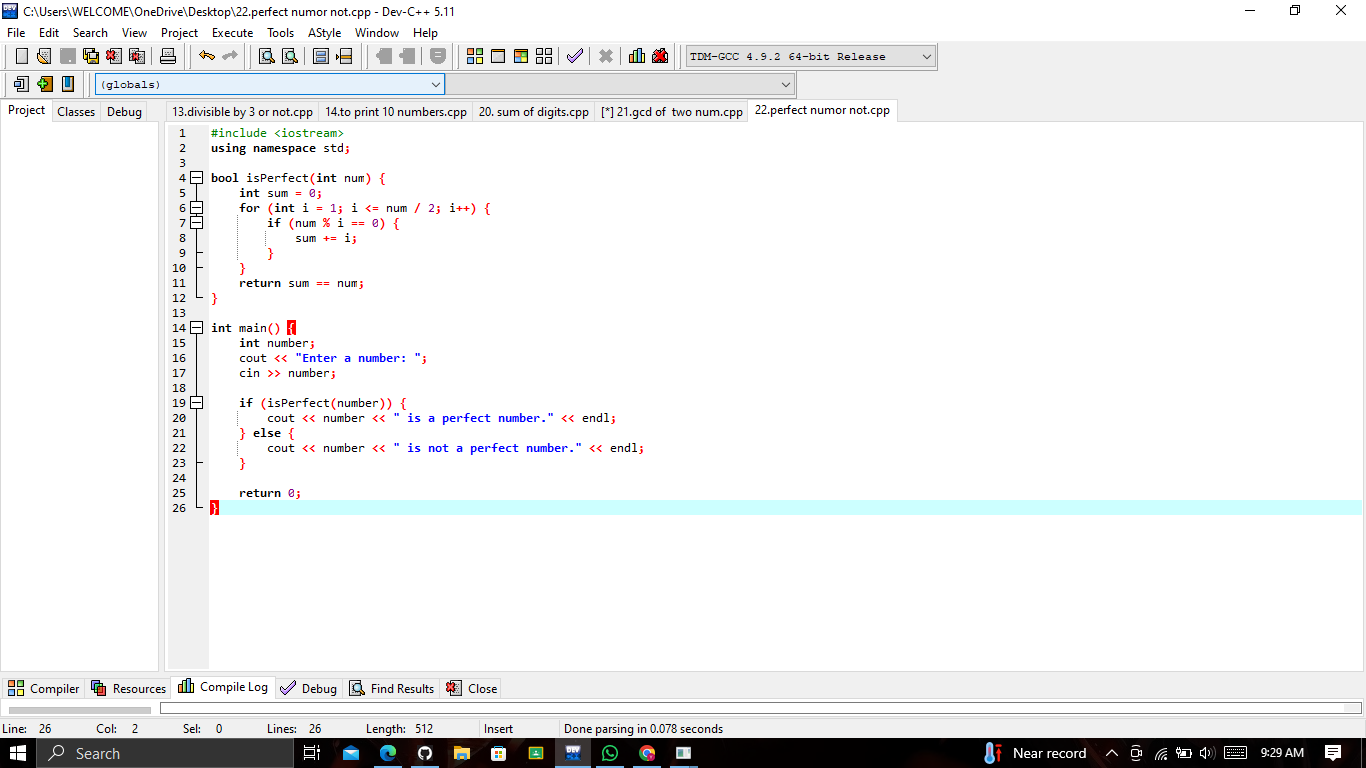 C:\Users\WELCOME\OneDrive\Desktop\22.perfect numor not.cpp - Dev-C++ 5.11
File Edit Search View Project Execute Tools AStyle Window Help
TDM-GCC 4.9.2 64-bit Release
(globals)
Project Classes Debug 13.divisible by 3 or not.cpp 14.to print 10 numbers.cpp 20. sum of digits.cpp [*] 21.gcd of  two num.cpp 22.perfect numor not.cpp
1 #include <iostream>
2 using namespace std;
3
4 bool isPerfect(int num) {
5     int sum = 0;
6     for (int i = 1; i <= num / 2; i++) {
7         if (num % i == 0) {
8             sum += i;
9         }
10     }
11     return sum == num;
12 }
13
14 int main() {
15     int number;
16     cout << "Enter a number: ";
17     cin >> number;
18
19     if (isPerfect(number)) {
20         cout << number << " is a perfect number." << endl;
21     } else {
22         cout << number << " is not a perfect number." << endl;
23     }
24
25     return 0;
26 }
Compiler Resources Compile Log Debug Find Results Close
Line: 26 Col: 2 Sel: 0 Lines: 26 Length: 512 Insert Done parsing in 0.078 seconds
Search Near record 9:29 AM